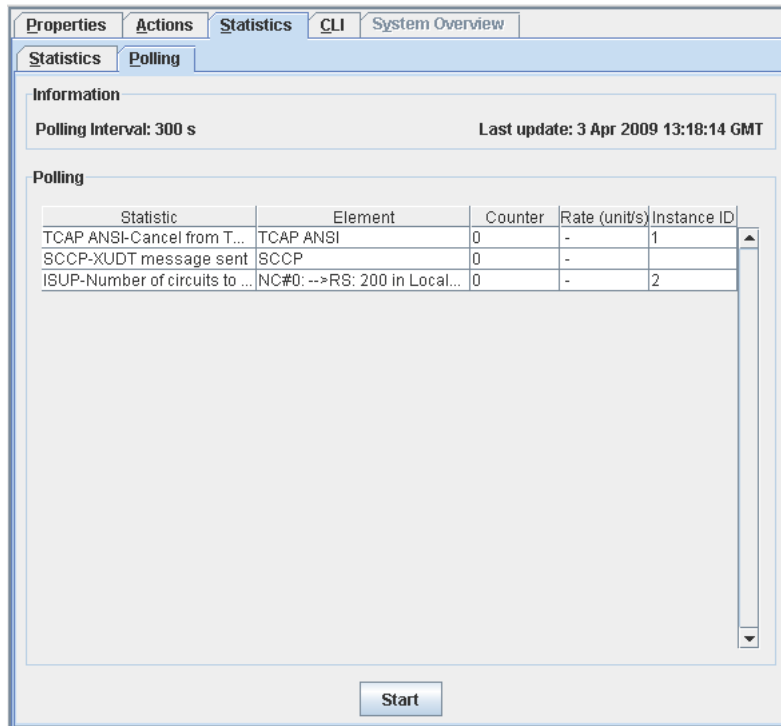 Properties Actions Statistics CLI System Overview
Statistics Polling
Information
Polling Interval: 300 s Last update: 3 Apr 2009 13:18:14 GMT
Polling
Statistic Element Counter Rate (unit/s) Instance ID
TCAP ANSI-Cancel from T... TCAP ANSI 0 - 1
SCCP-XUDT message sent SCCP 0 -
ISUP-Number of circuits to ... NC#0: -->RS: 200 in Local... 0 - 2
Start